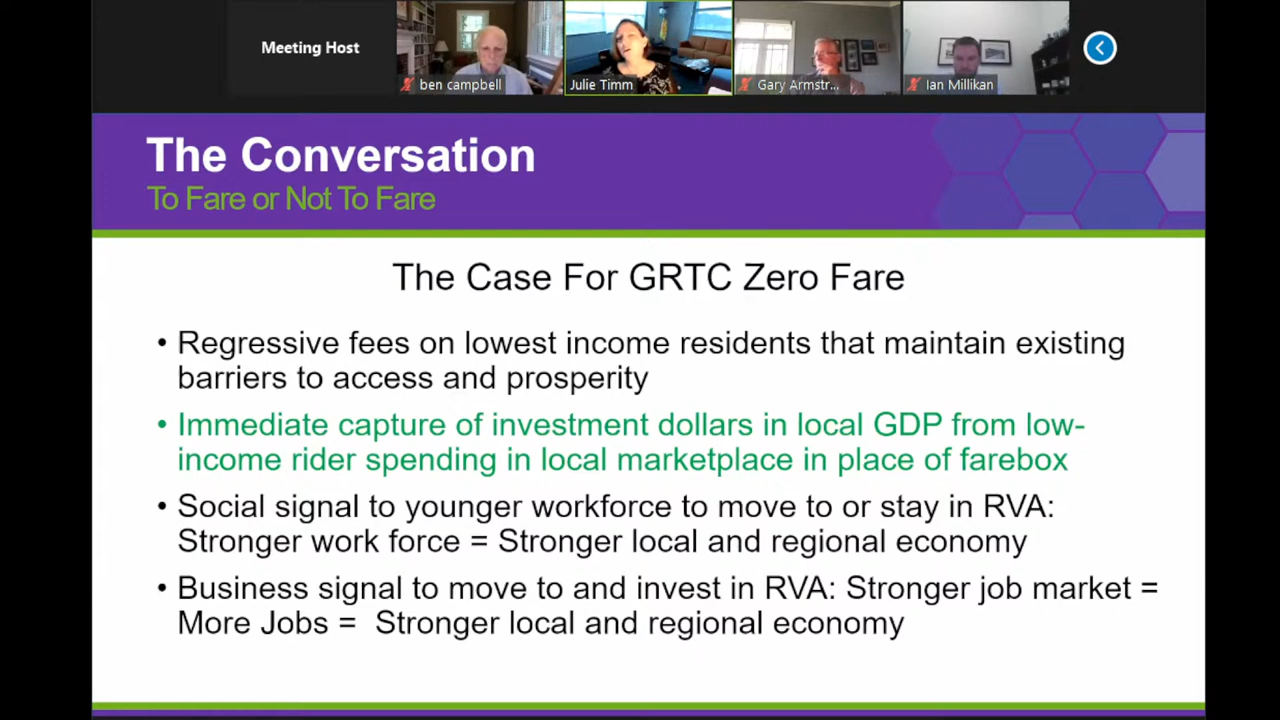 Meeting Host
ben campbell
Julie Timm
Gary Armstr...
Ian Millikan
The Conversation
To Fare or Not To Fare
The Case For GRTC Zero Fare
• Regressive fees on lowest income residents that maintain existing
barriers to access and prosperity
• Immediate capture of investment dollars in local GDP from low-
income rider spending in local marketplace in place of farebox
• Social signal to younger workforce to move to or stay in RVA:
Stronger work force = Stronger local and regional economy
• Business signal to move to and invest in RVA: Stronger job market =
More Jobs =  Stronger local and regional economy